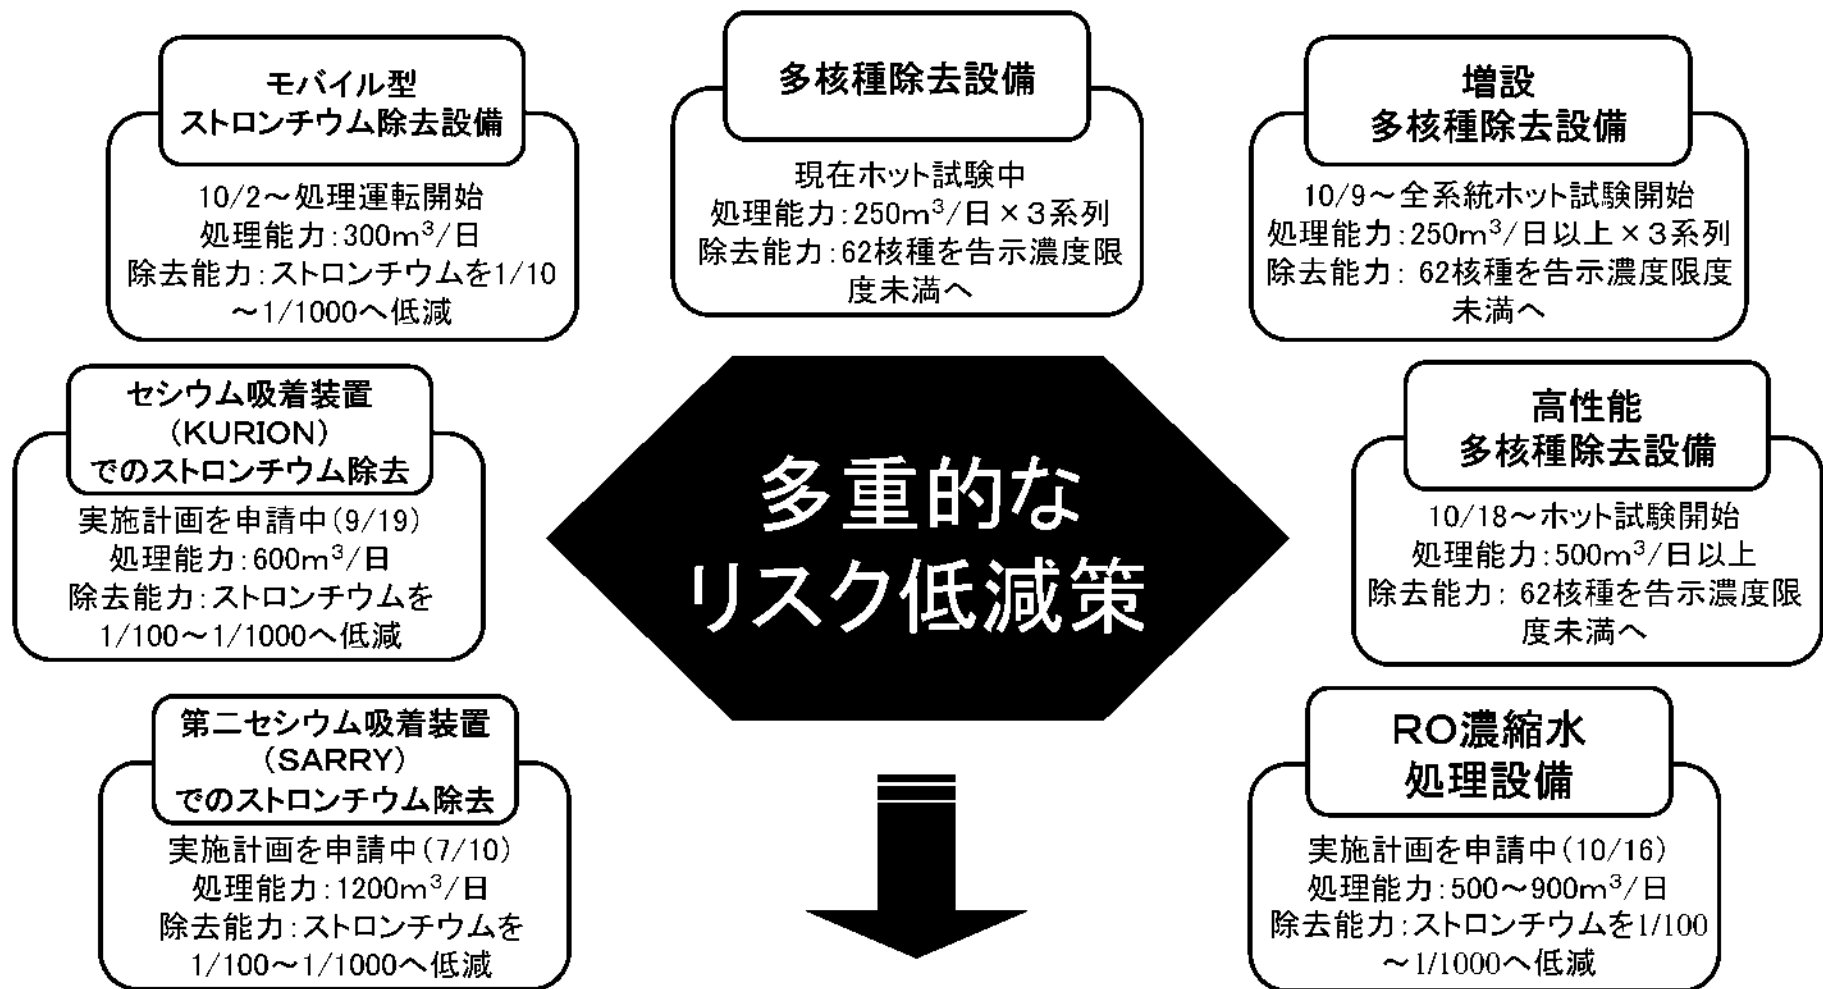 モバイル型
ストロンチウム除去設備
10/2～処理運転開始
処理能力：300m³/日
除去能力：ストロンチウムを1/10
～1/1000へ低減
多核種除去設備
現在ホット試験中
処理能力：250m³/日×３系列
除去能力：62核種を告示濃度限
度未満へ
増設
多核種除去設備
10/9～全系統ホット試験開始
処理能力：250m³/日以上×３系列
除去能力： 62核種を告示濃度限度
未満へ
セシウム吸着装置
（KURION）
でのストロンチウム除去
実施計画を申請中（9/19）
処理能力：600m³/日
除去能力：ストロンチウムを
1/100～1/1000へ低減
多重的な
リスク低減策
高性能
多核種除去設備
10/18～ホット試験開始
処理能力：500m³/日以上
除去能力： 62核種を告示濃度限
度未満へ
第二セシウム吸着装置
（SARRY）
でのストロンチウム除去
実施計画を申請中（7/10）
処理能力：1200m³/日
除去能力：ストロンチウムを
1/100～1/1000へ低減
RO濃縮水
処理設備
実施計画を申請中（10/16）
処理能力：500～900m³/日
除去能力：ストロンチウムを1/100
～1/1000へ低減